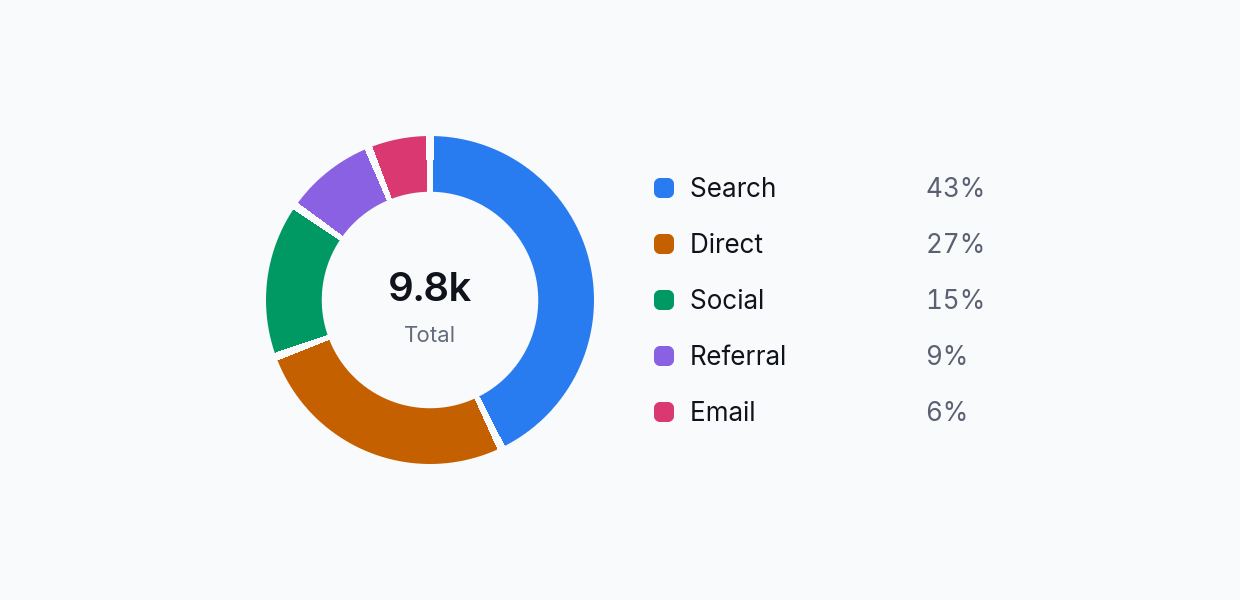 9.8k
Total
Search 43%
Direct 27%
Social 15%
Referral 9%
Email 6%